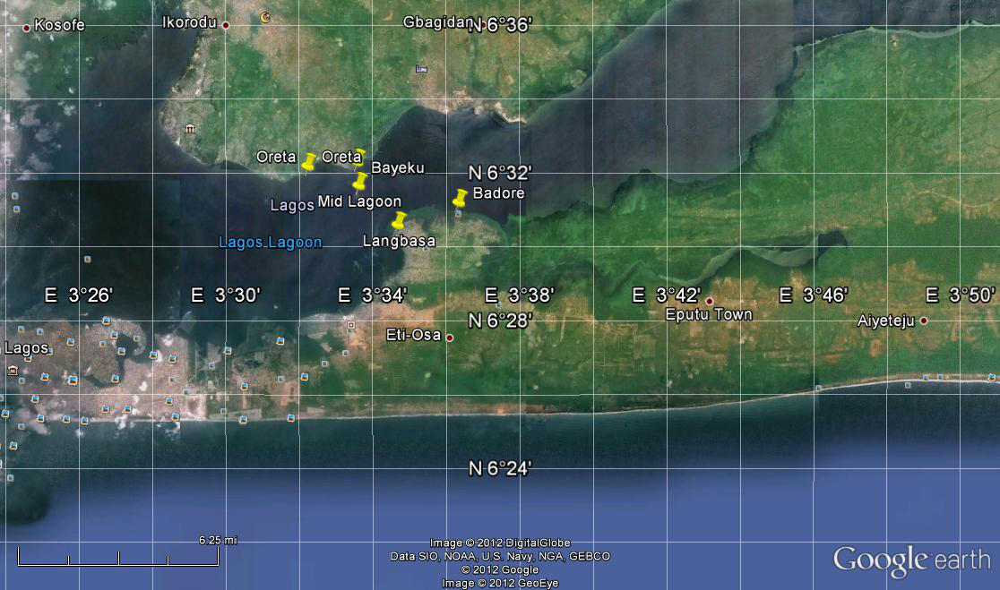 Kosofe
Ikorodu
Gbagidan
N 6°36'
Oreta
Oreta
Bayeku
N 6°32'
Badore
Lagos
Mid Lagoon
Lagos Lagoon
Langbasa
E 3°26'
E 3°30'
E 3°34'
E 3°38'
E 3°42'
E 3°46'
E 3°50'
Eputu Town
N 6°28'
Aiyeteju
Eti-Osa
Lagos
N 6°24'
6.25 mi
Image © 2012 DigitalGlobe
Data SIO, NOAA, U.S. Navy, NGA, GEBCO
© 2012 Google
Image © 2012 GeoEye
Google earth